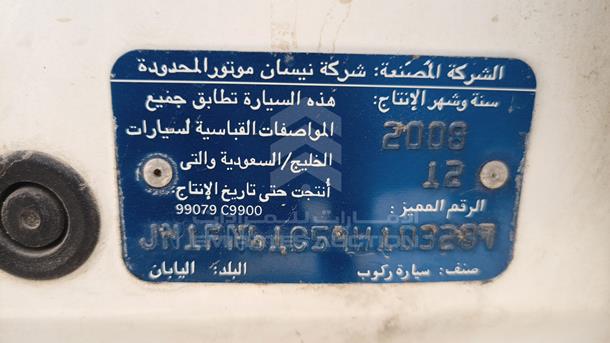 الشركة المصنعة: شركة نيسان موتور المحدودة
سنة وشهر الإنتاج:
2008
12
هذه السيارة تطابق جميع
المواصفات القياسية لسيارات
الخليج/السعودية والتي
أنتجت حتى تاريخ الإنتاج:
99079 C9900
الرقم المميز:
صنف: سيارة ركوب
البلد: اليابان